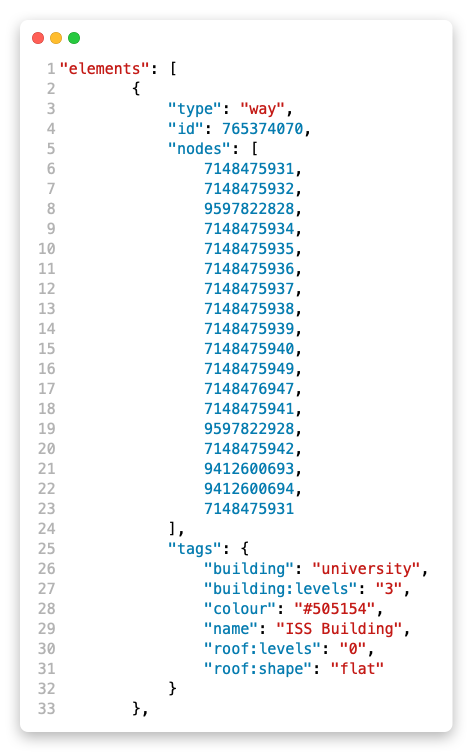 1 "elements": [
2 {
3 "type": "way",
4 "id": 765374070,
5 "nodes": [
6 7148475931,
7 7148475932,
8 9597822828,
9 7148475934,
10 7148475935,
11 7148475936,
12 7148475937,
13 7148475938,
14 7148475939,
15 7148475940,
16 7148475949,
17 7148476947,
18 7148475941,
19 9597822928,
20 7148475942,
21 9412600693,
22 9412600694,
23 7148475931
24 ],
25 "tags": {
26 "building": "university",
27 "building:levels": "3",
28 "colour": "#505154",
29 "name": "ISS Building",
30 "roof:levels": "0",
31 "roof:shape": "flat"
32 }
33 },